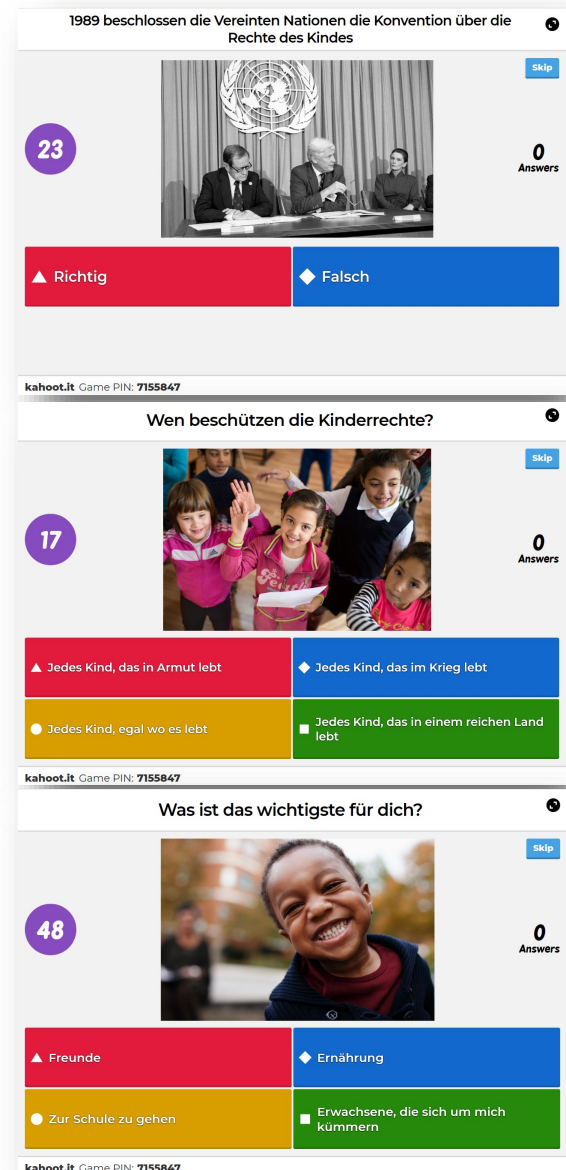 1989 beschlossen die Vereinten Nationen die Konvention über die
Rechte des Kindes
Skip
23
0
Answers
Richtig
Falsch
kahoot.it Game PIN: 7155847
Wen beschützen die Kinderrechte?
Skip
17
0
Answers
Jedes Kind, das in Armut lebt
Jedes Kind, das im Krieg lebt
Jedes Kind, egal wo es lebt
Jedes Kind, das in einem reichen Land
lebt
kahoot.it Game PIN: 7155847
Was ist das wichtigste für dich?
Skip
48
0
Answers
Freunde
Ernährung
Zur Schule zu gehen
Erwachsene, die sich um mich
kümmern
kahoot.it Game PIN: 7155847